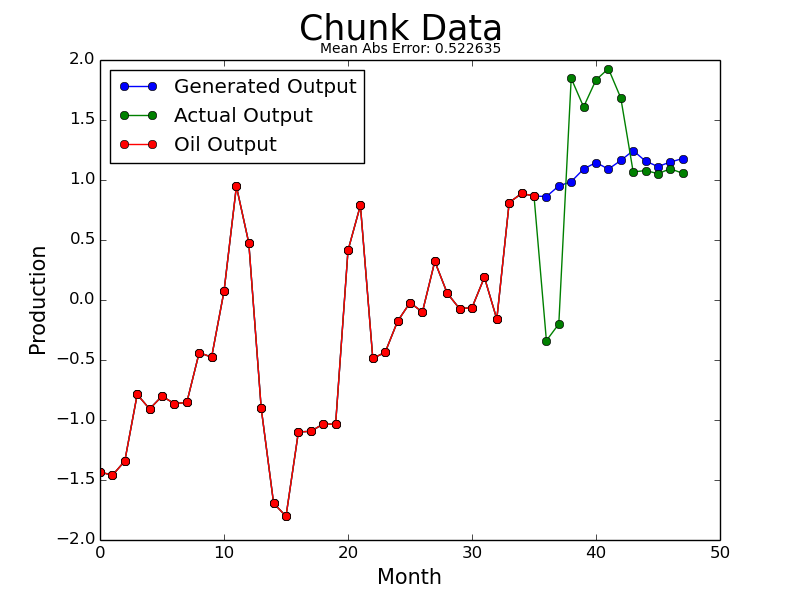 Chunk Data
Mean Abs Error: 0.522635
Generated Output
Actual Output
Oil Output
2.0
1.5
1.0
0.5
0.0
−0.5
−1.0
−1.5
−2.0
Production
0 10 20 30 40 50
Month